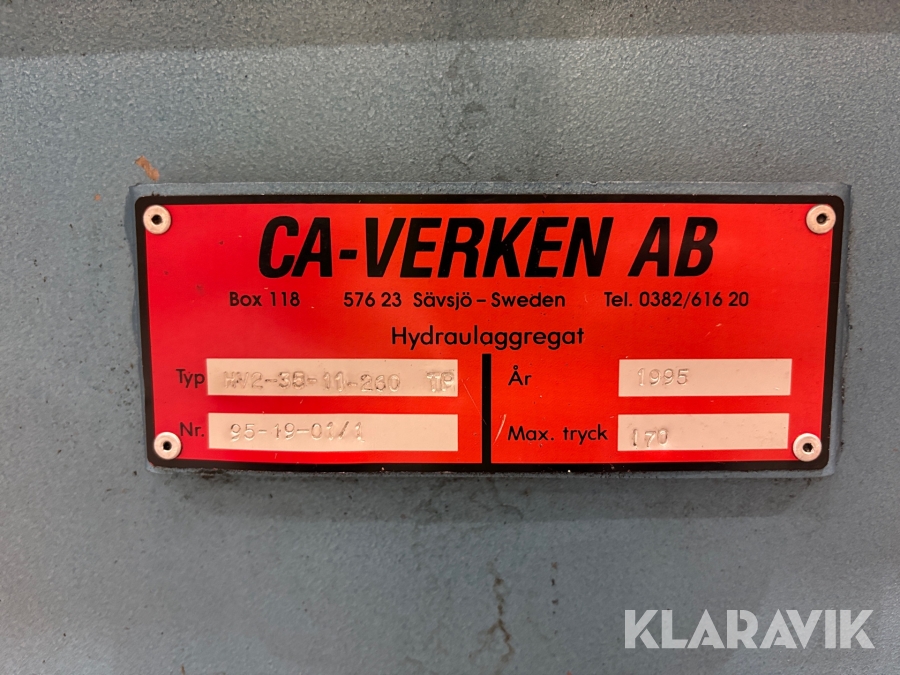 CA-VERKEN AB
Box 118 576 23 Sävsjö – Sweden Tel. 0382/616 20
Hydraulaggregat
Typ
År 1995
Nr. 95-19-01/1
Max. tryck 170
KLARAVIK